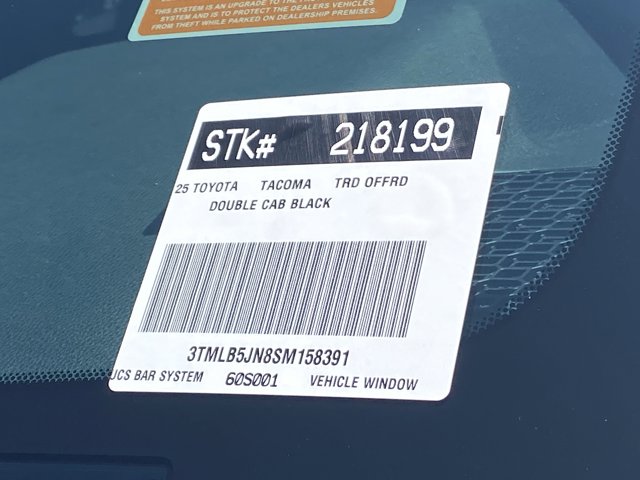 THIS SYSTEM IS AN UPGRADE TO THE
SYSTEM AND IS TO PROTECT THE DEALERS VEHICLES
FROM THEFT WHILE PARKED ON DEALERSHIP PREMISES.
STK# 218199
25 TOYOTA TACOMA TRD OFFRD
DOUBLE CAB BLACK
3TMLB5JN8SM158391
UCS BAR SYSTEM 60S001 VEHICLE WINDOW